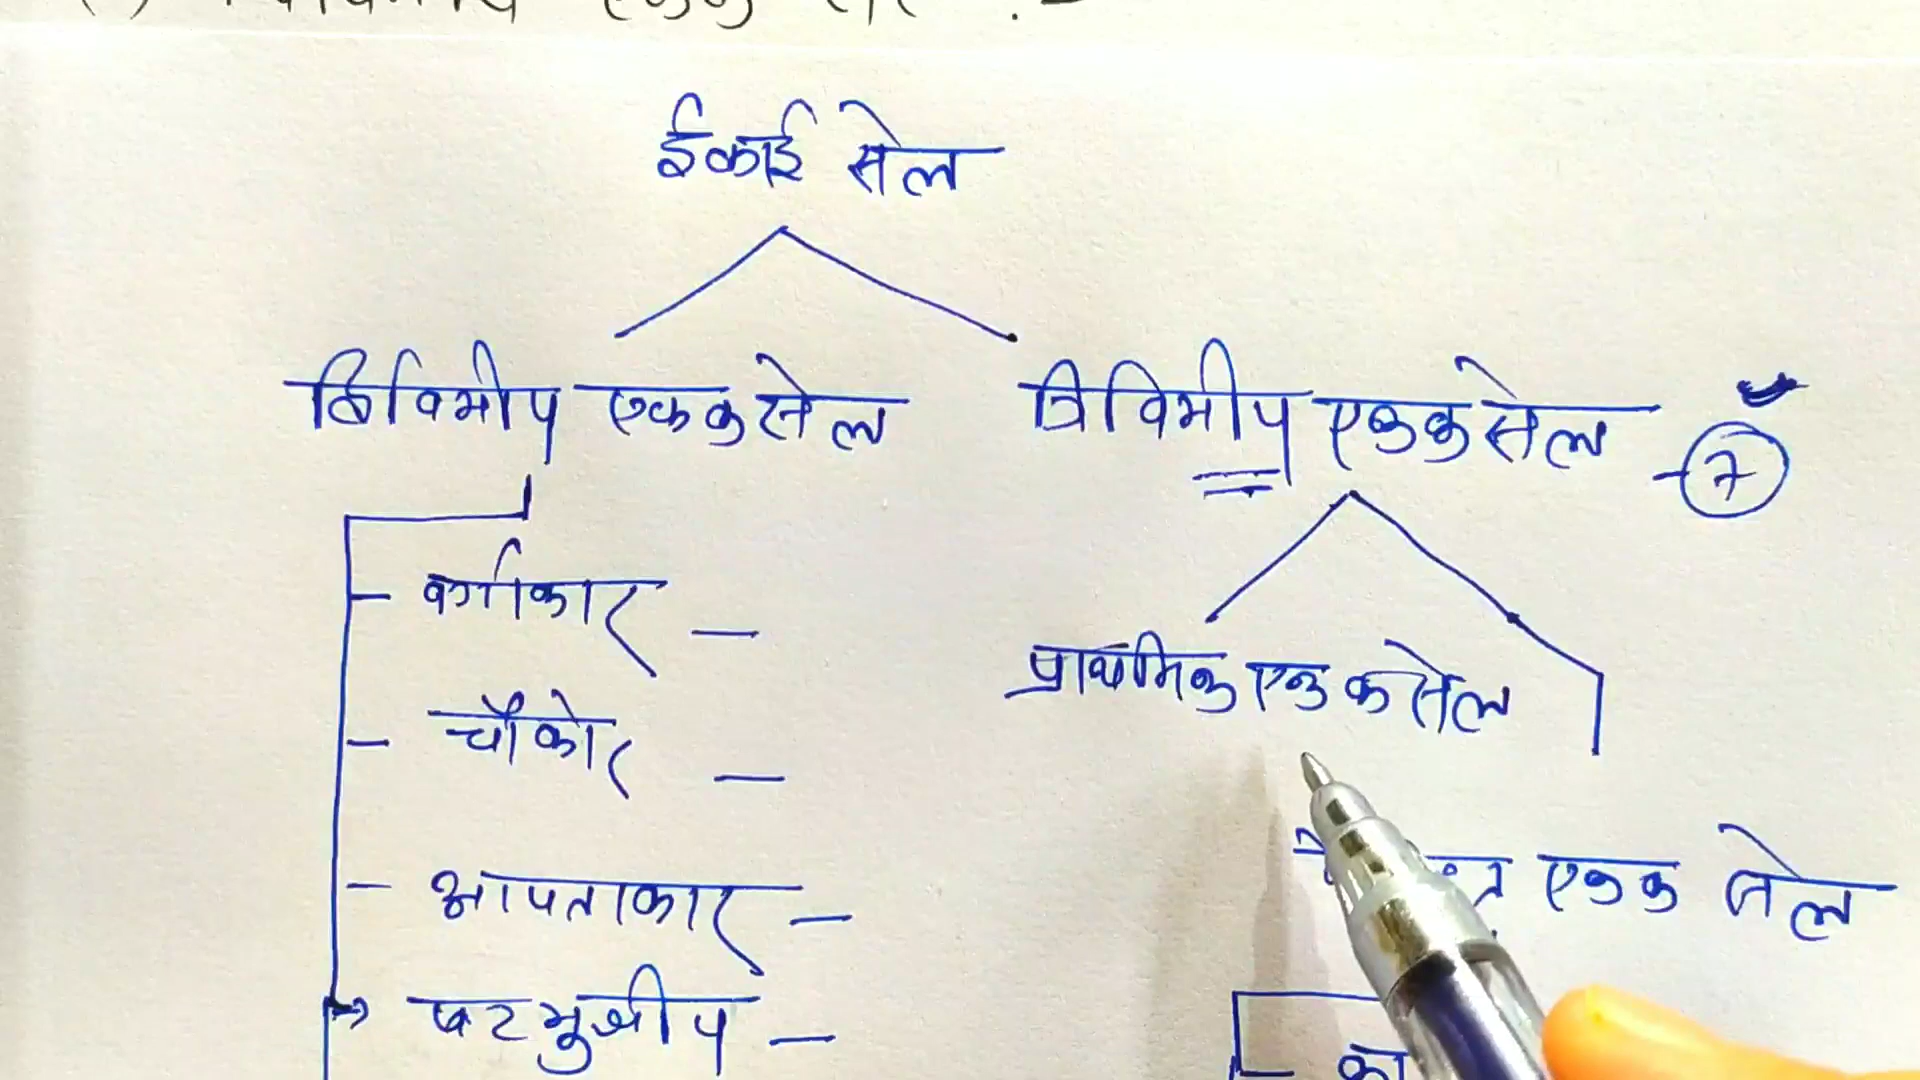 ईकाई सेल
द्विविमीय एकक सेल
त्रिविमीय एकक सेल - 7
वर्गाकार
चौकोर
आयताकार
षटभुजीय
प्राथमिक एकक सेल
एकक सेल